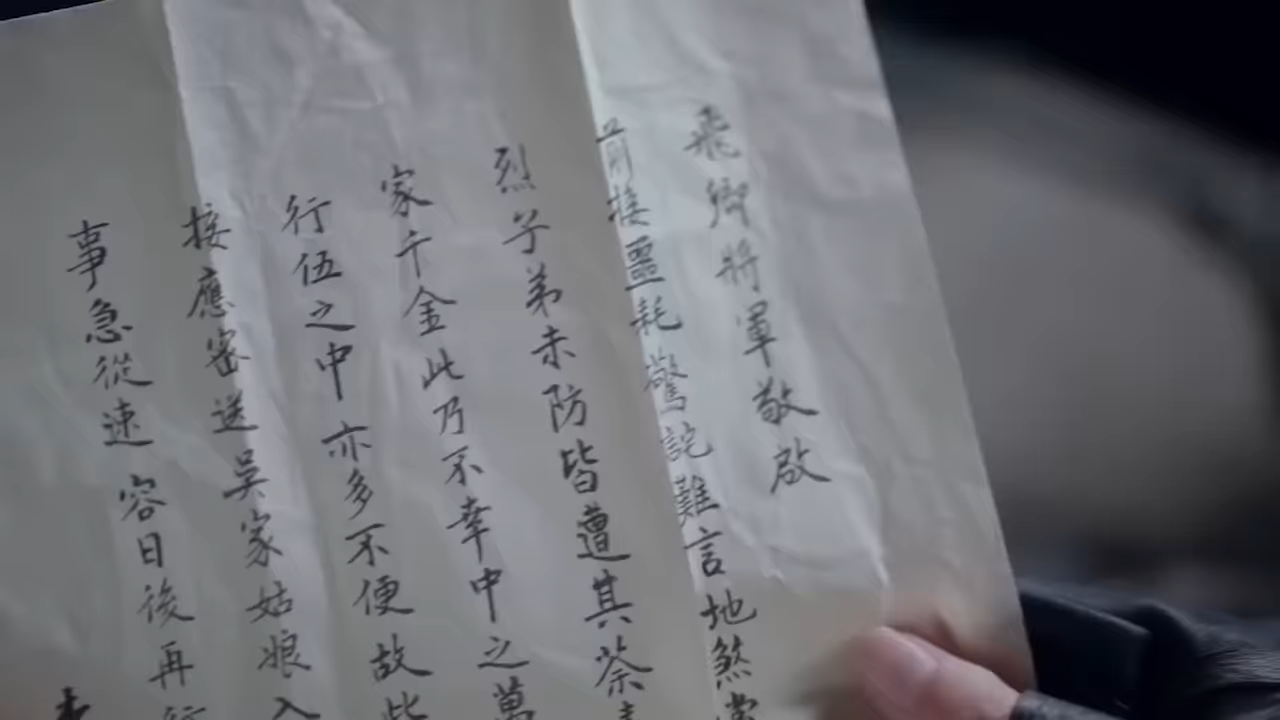 飛卿將軍敬啟
前接噩耗驚詫難言地煞
烈子弟未防皆遭其荼
家千金此乃不幸中之萬
行伍之中亦多不便故此
接應密送吳家姑娘入
事急從速容日後再行